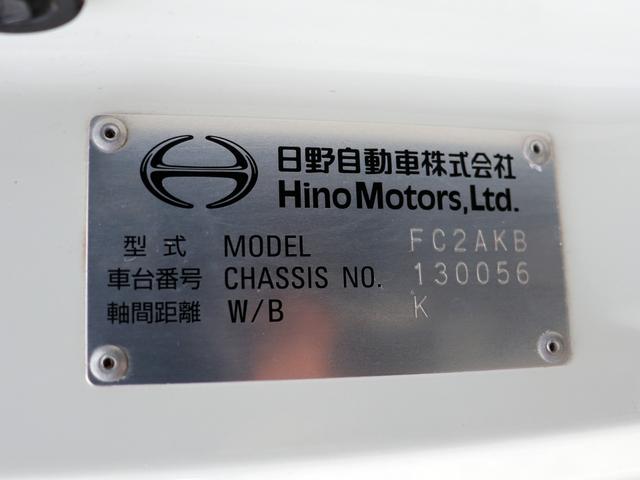 日野自動車株式会社
Hino Motors, Ltd.
型式 MODEL FC2AKB
車台番号 CHASSIS NO. 130056
軸間距離 W/B K